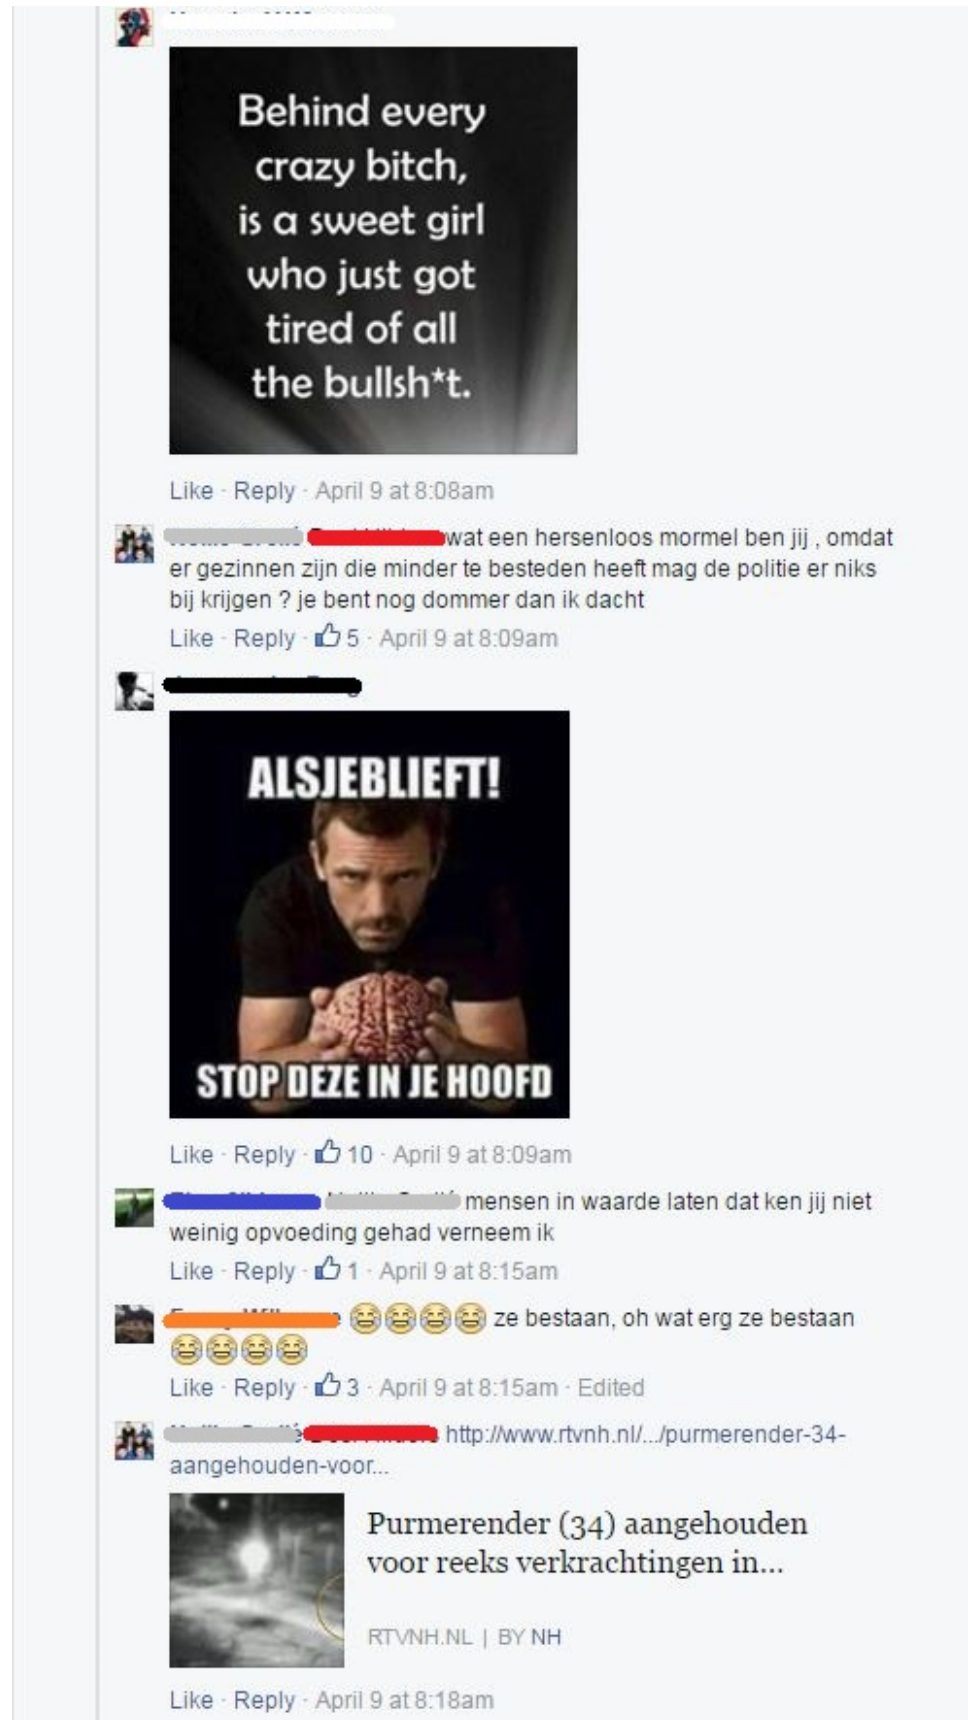 Behind every
crazy bitch,
is a sweet girl
who just got
tired of all
the bullsh*t.
Like · Reply · April 9 at 8:08am
wat een hersenloos mormel ben jij , omdat
er gezinnen zijn die minder te besteden heeft mag de politie er niks
bij krijgen ? je bent nog dommer dan ik dacht
Like · Reply · 5 · April 9 at 8:09am
ALSJEBLIEFT!
STOP DEZE IN JE HOOFD
Like · Reply · 10 · April 9 at 8:09am
mensen in waarde laten dat ken jij niet
weinig opvoeding gehad verneem ik
Like · Reply · 1 · April 9 at 8:15am
😂😂😂😂 ze bestaan, oh wat erg ze bestaan
😂😂😂😂
Like · Reply · 3 · April 9 at 8:15am · Edited
http://www.rtvnh.nl/.../purmerender-34-
aangehouden-voor...
Purmerender (34) aangehouden
voor reeks verkrachtingen in...
RTVNH.NL | BY NH
Like · Reply · April 9 at 8:18am